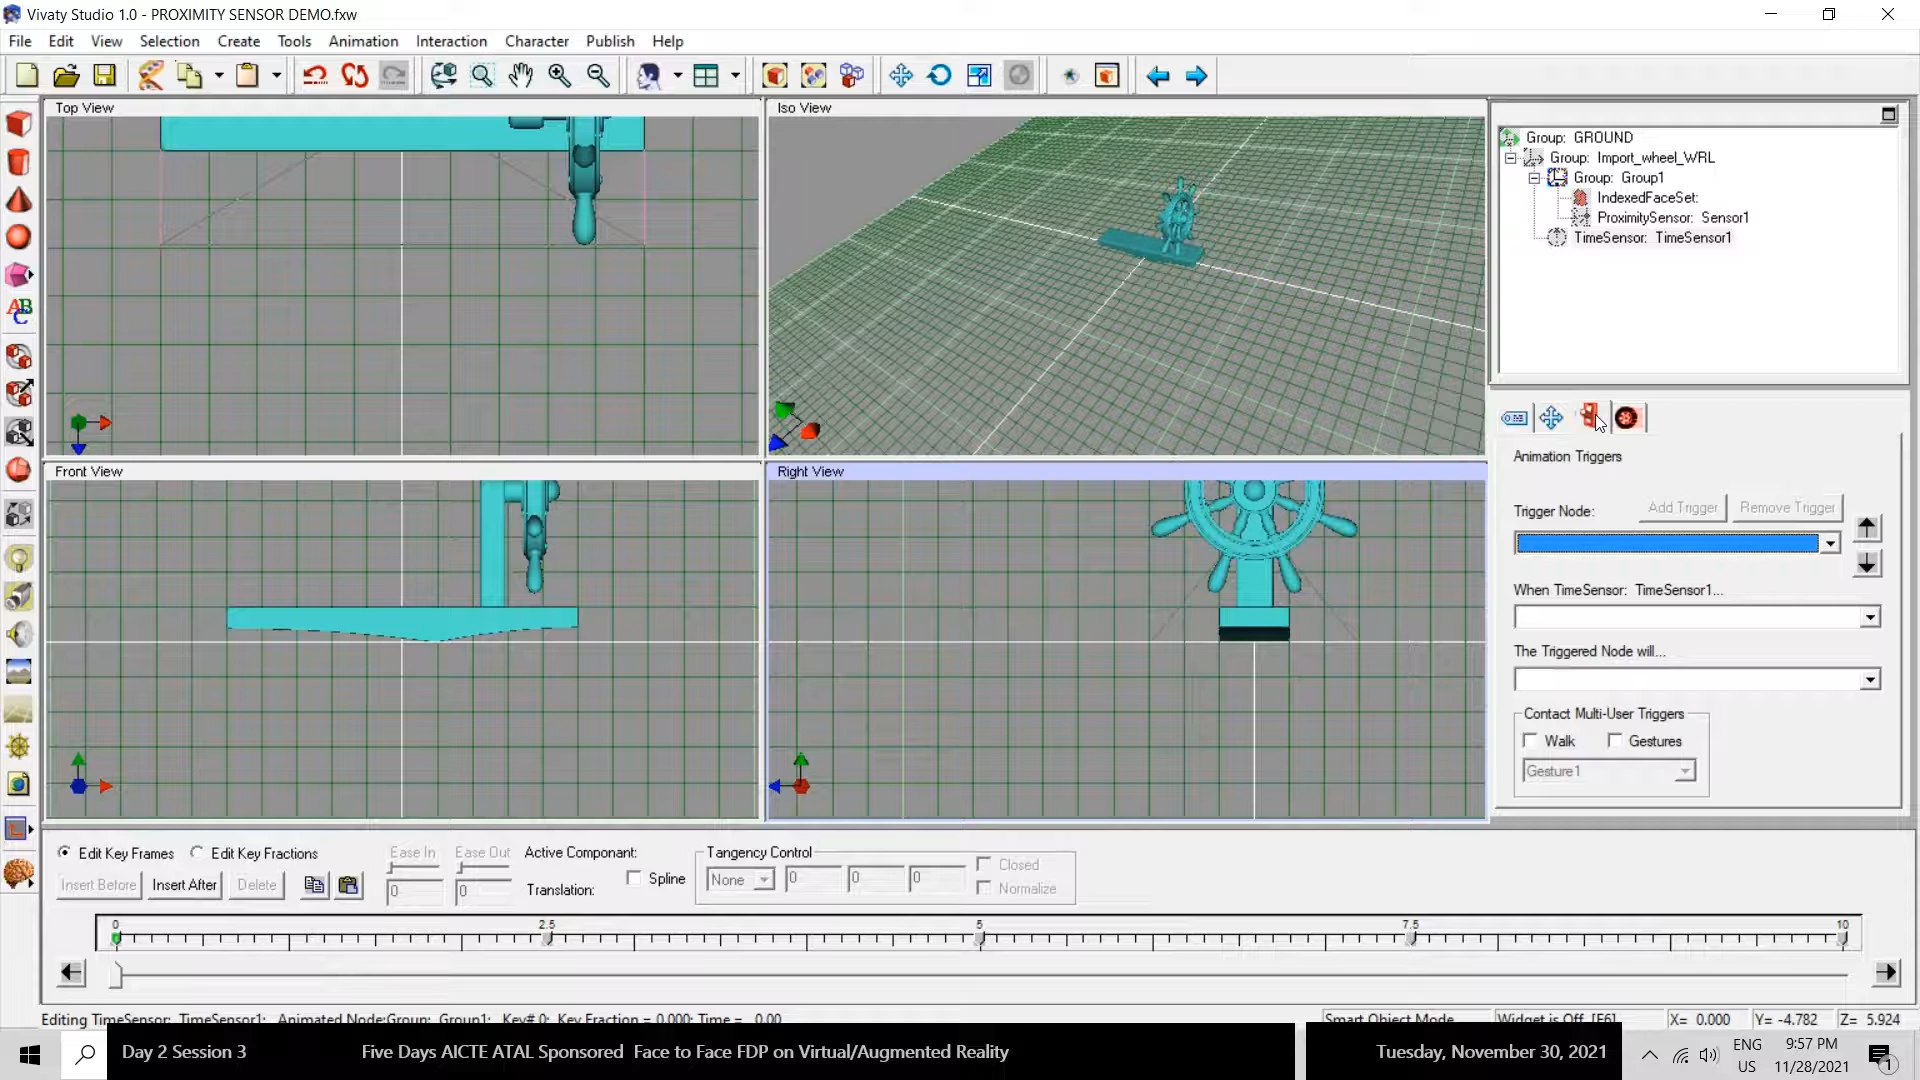 Vivaty Studio 1.0 - PROXIMITY SENSOR DEMO.fxw
File Edit View Selection Create Tools Animation Interaction Character Publish Help
Top View
Iso View
Group: GROUND
Group: Import_wheel_WRL
Group: Group1
IndexedFaceSet:
ProximitySensor: Sensor1
TimeSensor: TimeSensor1
ABC
Front View
Right View
Animation Triggers
Trigger Node:
Add Trigger
Remove Trigger
When TimeSensor: TimeSensor1...
The Triggered Node will...
Contact Multi-User Triggers
Walk
Gestures
Gesture1
Edit Key Frames
Edit Key Fractions
Ease In
Ease Out
Active Component:
Tangency Control
Closed
Insert Before
Insert After
Delete
0
0
Translation:
Spline
None
0
0
0
Normalize
0 2.5 5 7.5 10
Editing TimeSensor: TimeSensor1: Animated Node:Group: Group1: Key# 0: Key Fraction = 0.000: Time = 0.00
Smart Object Mode
Widget is Off [F6]
X= 0.000 Y= -4.782 Z= 5.924
Day 2 Session 3
Five Days AICTE ATAL Sponsored Face to Face FDP on Virtual/Augmented Reality
Tuesday, November 30, 2021
ENG
US
9:57 PM
11/28/2021
1